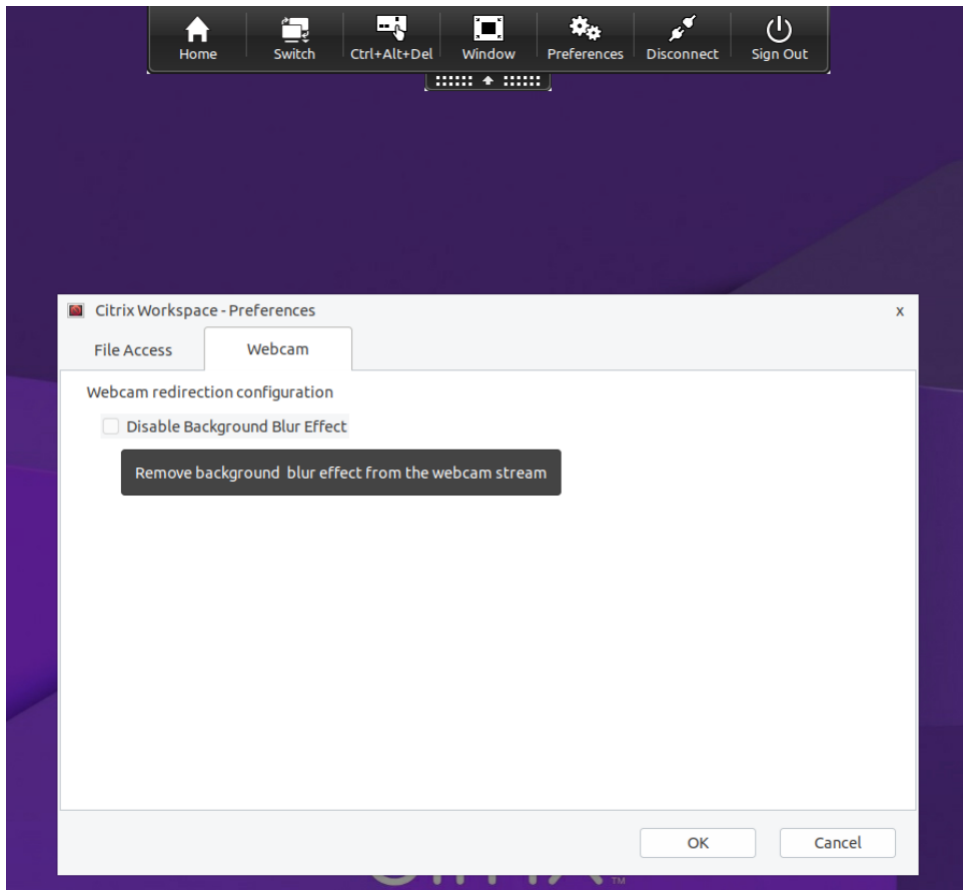 Home Switch Ctrl+Alt+Del Window Preferences Disconnect Sign Out
Citrix Workspace - Preferences x
File Access Webcam
Webcam redirection configuration
Disable Background Blur Effect
Remove background blur effect from the webcam stream
OK Cancel
TM